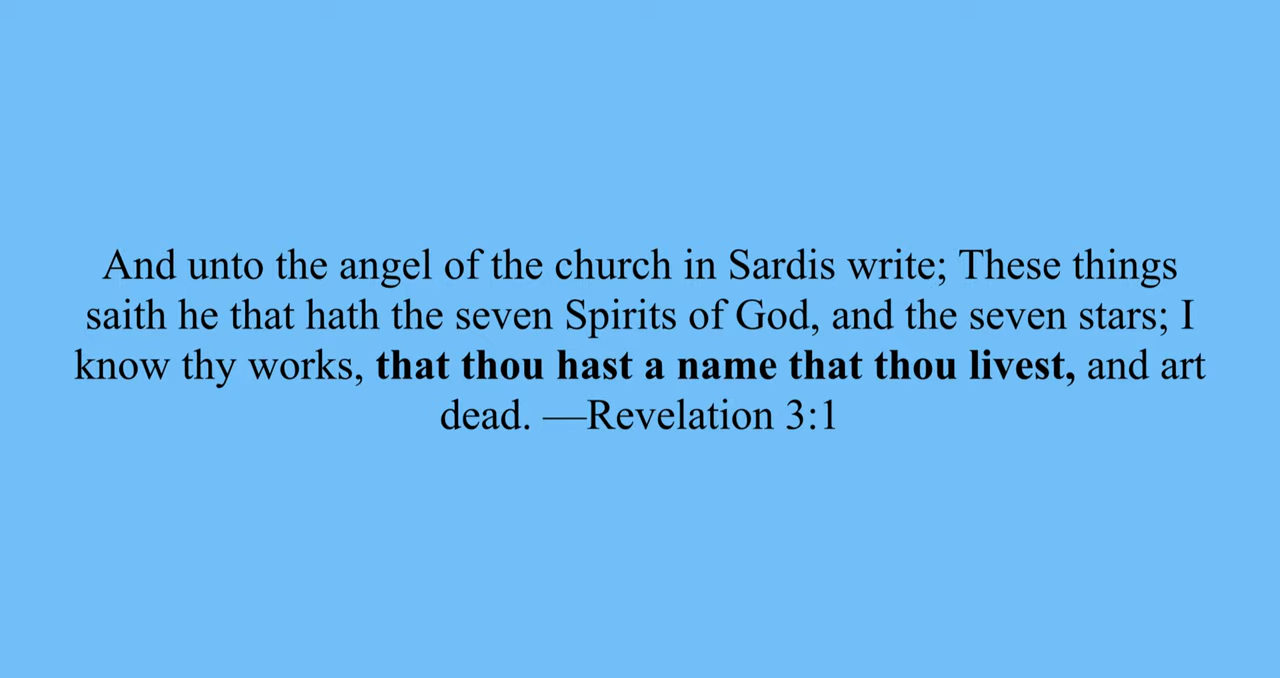 And unto the angel of the church in Sardis write; These things
saith he that hath the seven Spirits of God, and the seven stars; I
know thy works, that thou hast a name that thou livest, and art
dead. —Revelation 3:1